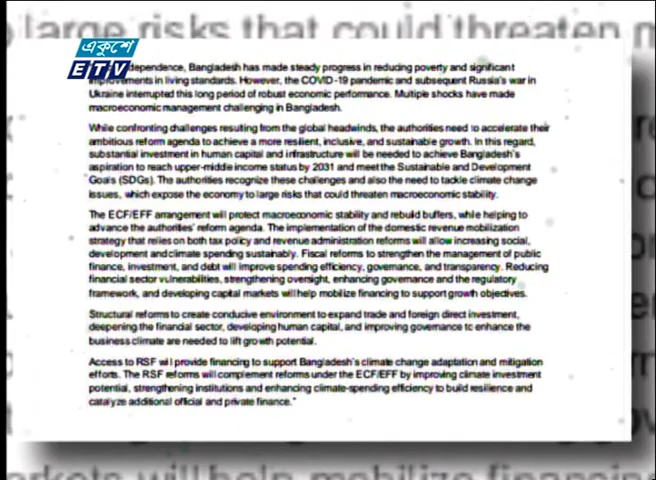 large risks that could threaten m
একুশে
ETV
dependence, Bangladesh has made steady progress in reducing poverty and significant
improvements in living standards. However, the COVID-19 pandemic and subsequent Russia's war in
Ukraine interrupted this long period of robust economic performance. Multiple shocks have made
macroeconomic management challenging in Bangladesh.
While confronting challenges resulting from the global headwinds, the authorities need to accelerate their
ambitious reform agenda to achieve a more resilient, inclusive, and sustainable growth. In this regard,
substantial investment in human capital and infrastructure will be needed to achieve Bangladesh's
aspiration to reach upper-middle income status by 2031 and meet the Sustainable and Development
Goals (SDGs). The authorities recognize these challenges and also the need to tackle climate change
issues, which expose the economy to large risks that could threaten macroeconomic stability.
The ECF/EFF arrangement will protect macroeconomic stability and rebuild buffers, while helping to
advance the authorities' reform agenda. The implementation of the domestic revenue mobilization
strategy that relies on both tax policy and revenue administration reforms will allow increasing social,
development and climate spending sustainably. Fiscal reforms to strengthen the management of public
finance, investment, and debt will improve spending efficiency, governance, and transparency. Reducing
financial sector vulnerabilities, strengthening oversight, enhancing governance and the regulatory
framework, and developing capital markets will help mobilize financing to support growth objectives.
Structural reforms to create conducive environment to expand trade and foreign direct investment,
deepening the financial sector, developing human capital, and improving governance to enhance the
business climate are needed to lift growth potential.
Access to RSF will provide financing to support Bangladesh's climate change adaptation and mitigation
efforts. The RSF reforms will complement reforms under the ECF/EFF by improving climate investment
potential, strengthening institutions and enhancing climate-spending efficiency to build resilience and
catalyze additional official and private finance."
arkets will help mobilize financing